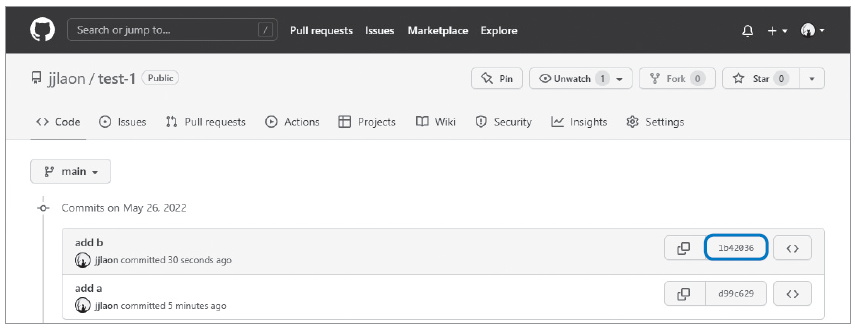 Search or jump to... / Pull requests Issues Marketplace Explore
jjlaon / test-1 Public Pin Unwatch 1 Fork 0 Star 0
Code Issues Pull requests Actions Projects Wiki Security Insights Settings
main
Commits on May 26, 2022
add b
1b42036
jjlaon committed 30 seconds ago
add a
d99c629
jjlaon committed 5 minutes ago